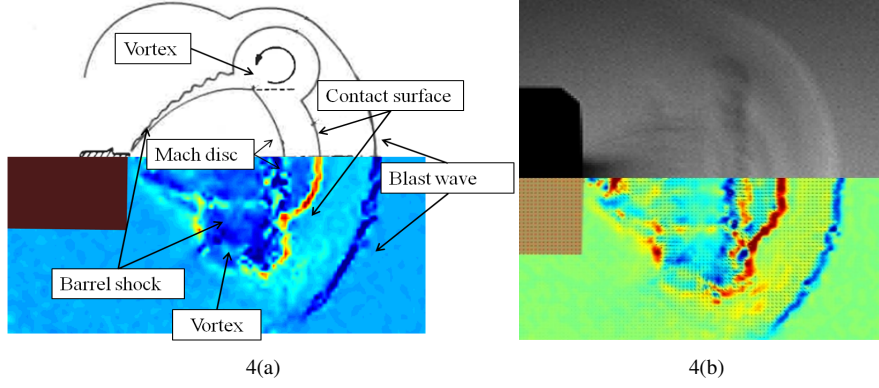 Vortex
Contact surface
Mach disc
Blast wave
Barrel shock
Vortex
4(a)
4(b)